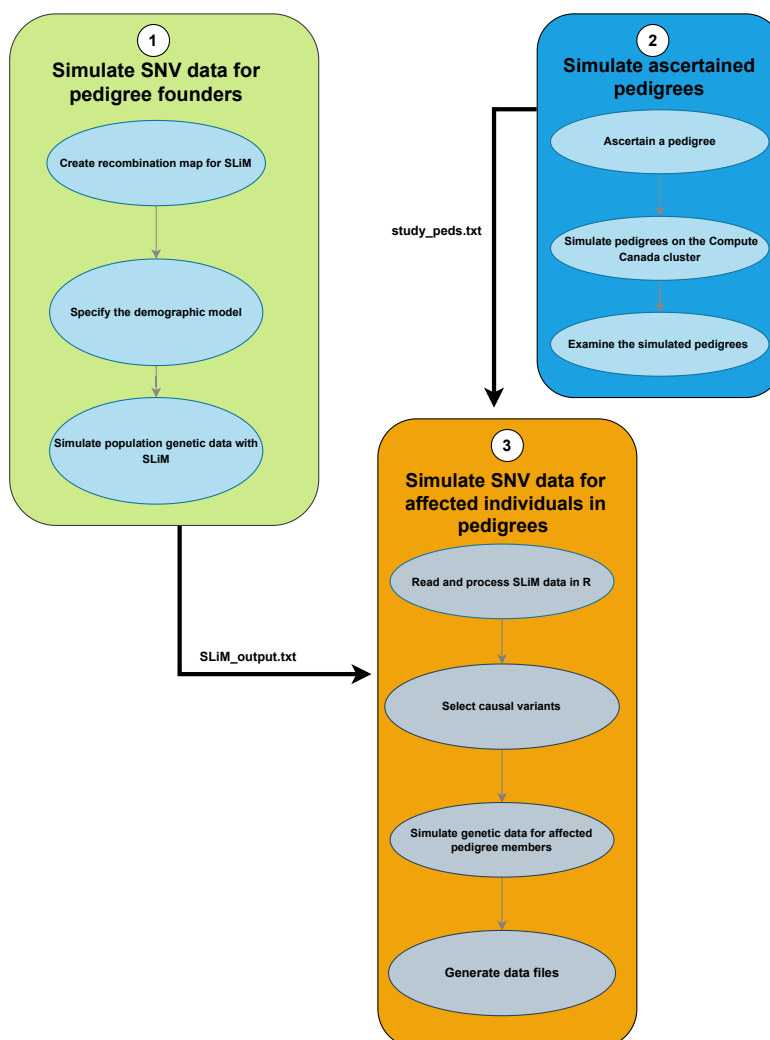 1
Simulate SNV data for
pedigree founders
Create recombination map for SLiM
Specify the demographic model
Simulate population genetic data with
SLiM
SLiM_output.txt
2
Simulate ascertained
pedigrees
Ascertain a pedigree
Simulate pedigrees on the Compute
Canada cluster
Examine the simulated pedigrees
study_peds.txt
3
Simulate SNV data for
affected individuals in
pedigrees
Read and process SLiM data in R
Select causal variants
Simulate genetic data for affected
pedigree members
Generate data files